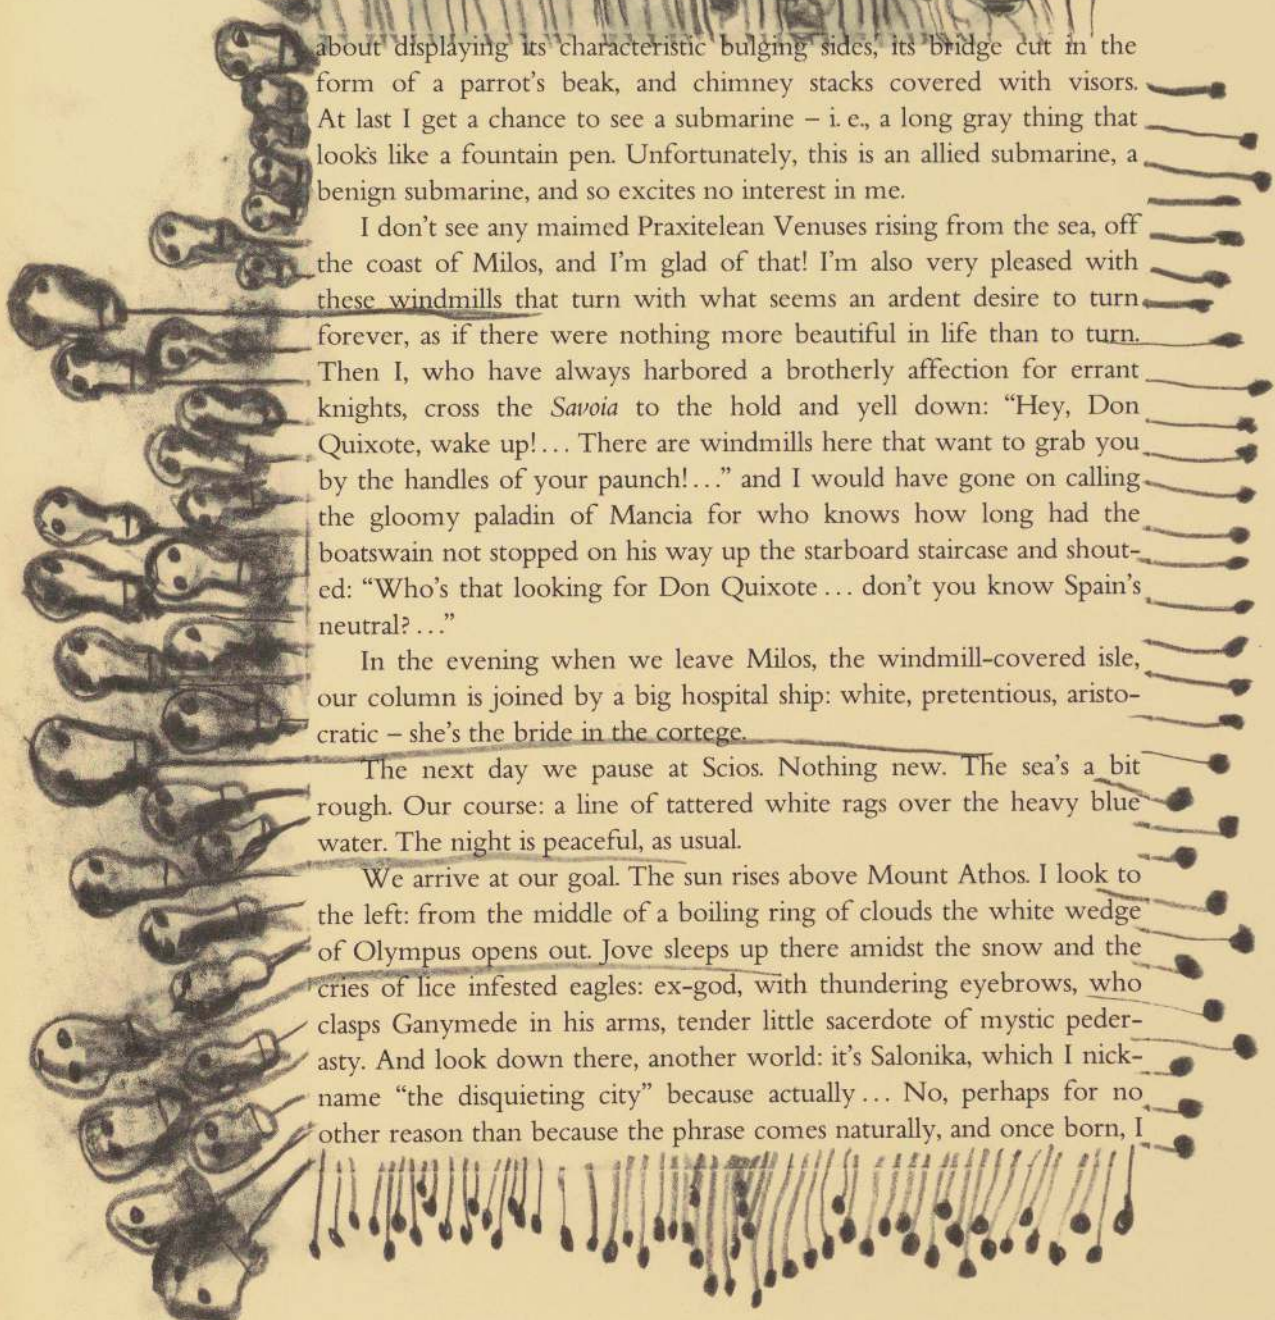 about displaying its characteristic bulging sides, its bridge cut in the
form of a parrot's beak, and chimney stacks covered with visors.
At last I get a chance to see a submarine – i. e., a long gray thing that
looks like a fountain pen. Unfortunately, this is an allied submarine, a
benign submarine, and so excites no interest in me.
I don't see any maimed Praxitelean Venuses rising from the sea, off
the coast of Milos, and I'm glad of that! I'm also very pleased with
these windmills that turn with what seems an ardent desire to turn
forever, as if there were nothing more beautiful in life than to turn.
Then I, who have always harbored a brotherly affection for errant
knights, cross the Savoia to the hold and yell down: “Hey, Don
Quixote, wake up!... There are windmills here that want to grab you
by the handles of your paunch!...” and I would have gone on calling
the gloomy paladin of Mancia for who knows how long had the
boatswain not stopped on his way up the starboard staircase and shout-
ed: “Who's that looking for Don Quixote ... don't you know Spain's
neutral? ...”
In the evening when we leave Milos, the windmill-covered isle,
our column is joined by a big hospital ship: white, pretentious, aristo-
cratic – she's the bride in the cortege.
The next day we pause at Scios. Nothing new. The sea's a bit
rough. Our course: a line of tattered white rags over the heavy blue
water. The night is peaceful, as usual.
We arrive at our goal. The sun rises above Mount Athos. I look to
the left: from the middle of a boiling ring of clouds the white wedge
of Olympus opens out. Jove sleeps up there amidst the snow and the
cries of lice infested eagles: ex-god, with thundering eyebrows, who
clasps Ganymede in his arms, tender little sacerdote of mystic peder-
asty. And look down there, another world: it's Salonika, which I nick-
name “the disquieting city” because actually ... No, perhaps for no
other reason than because the phrase comes naturally, and once born, I